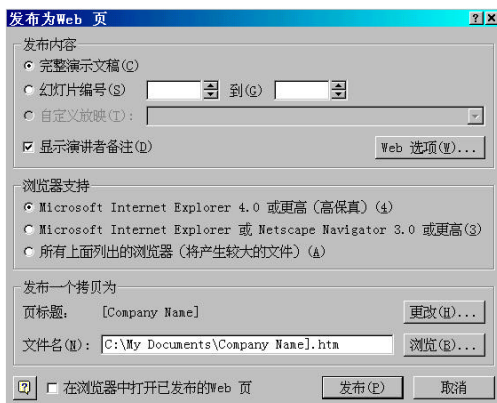 发布为Web 页
发布内容
完整演示文稿(C)
幻灯片编号(S) 到(G)
自定义放映(T):
显示演讲者备注(D) Web 选项(W)...
浏览器支持
Microsoft Internet Explorer 4.0 或更高(高保真)(4)
Microsoft Internet Explorer 或 Netscape Navigator 3.0 或更高(3)
所有上面列出的浏览器(将产生较大的文件)(A)
发布一个拷贝为
页标题: [Company Name] 更改(H)...
文件名(N): C:\My Documents\Company Name].htm 浏览(B)...
在浏览器中打开已发布的Web 页 发布(P) 取消